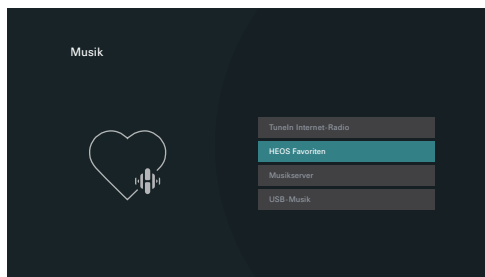 Musik
TuneIn Internet-Radio
HEOS Favoriten
Musikserver
USB-Musik